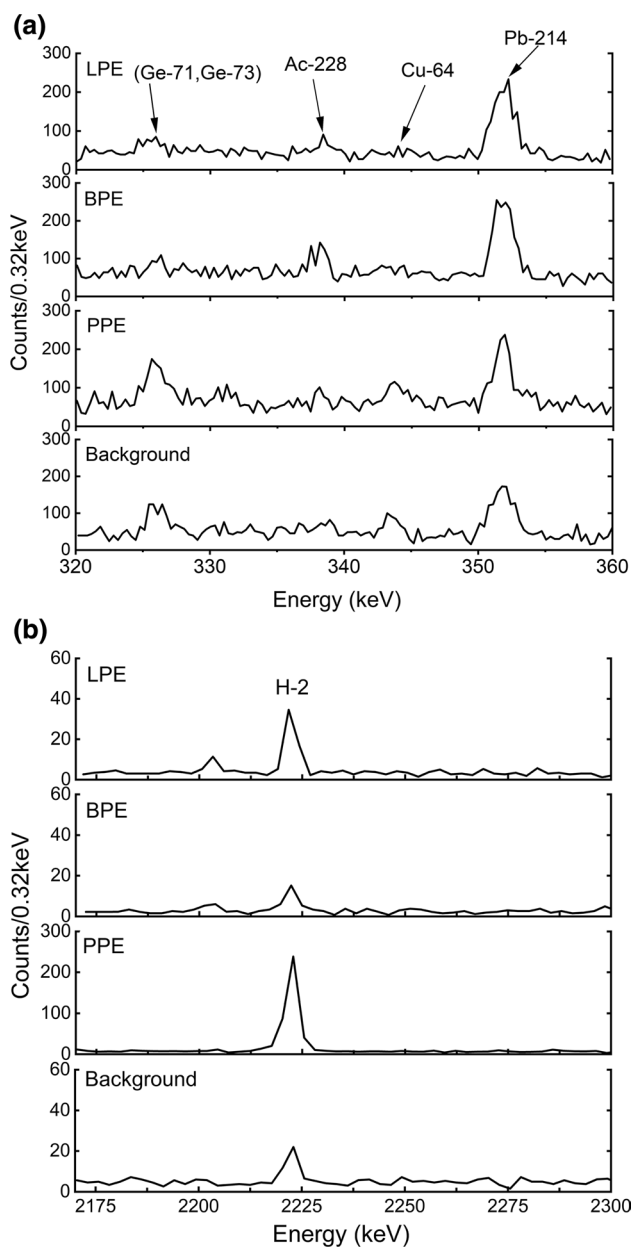 (a)
300
LPE
(Ge-71,Ge-73)
Ac-228
Cu-64
Pb-214
200
100
0
300
BPE
200
100
0
300
PPE
200
100
0
300
Background
200
100
0
Counts/0.32keV
320 330 340 350 360
Energy (keV)
(b)
60
LPE
H-2
40
20
0
60
BPE
40
20
0
PPE
300
200
100
0
60
Background
40
20
0
Counts/0.32keV
2175 2200 2225 2250 2275 2300
Energy (keV)